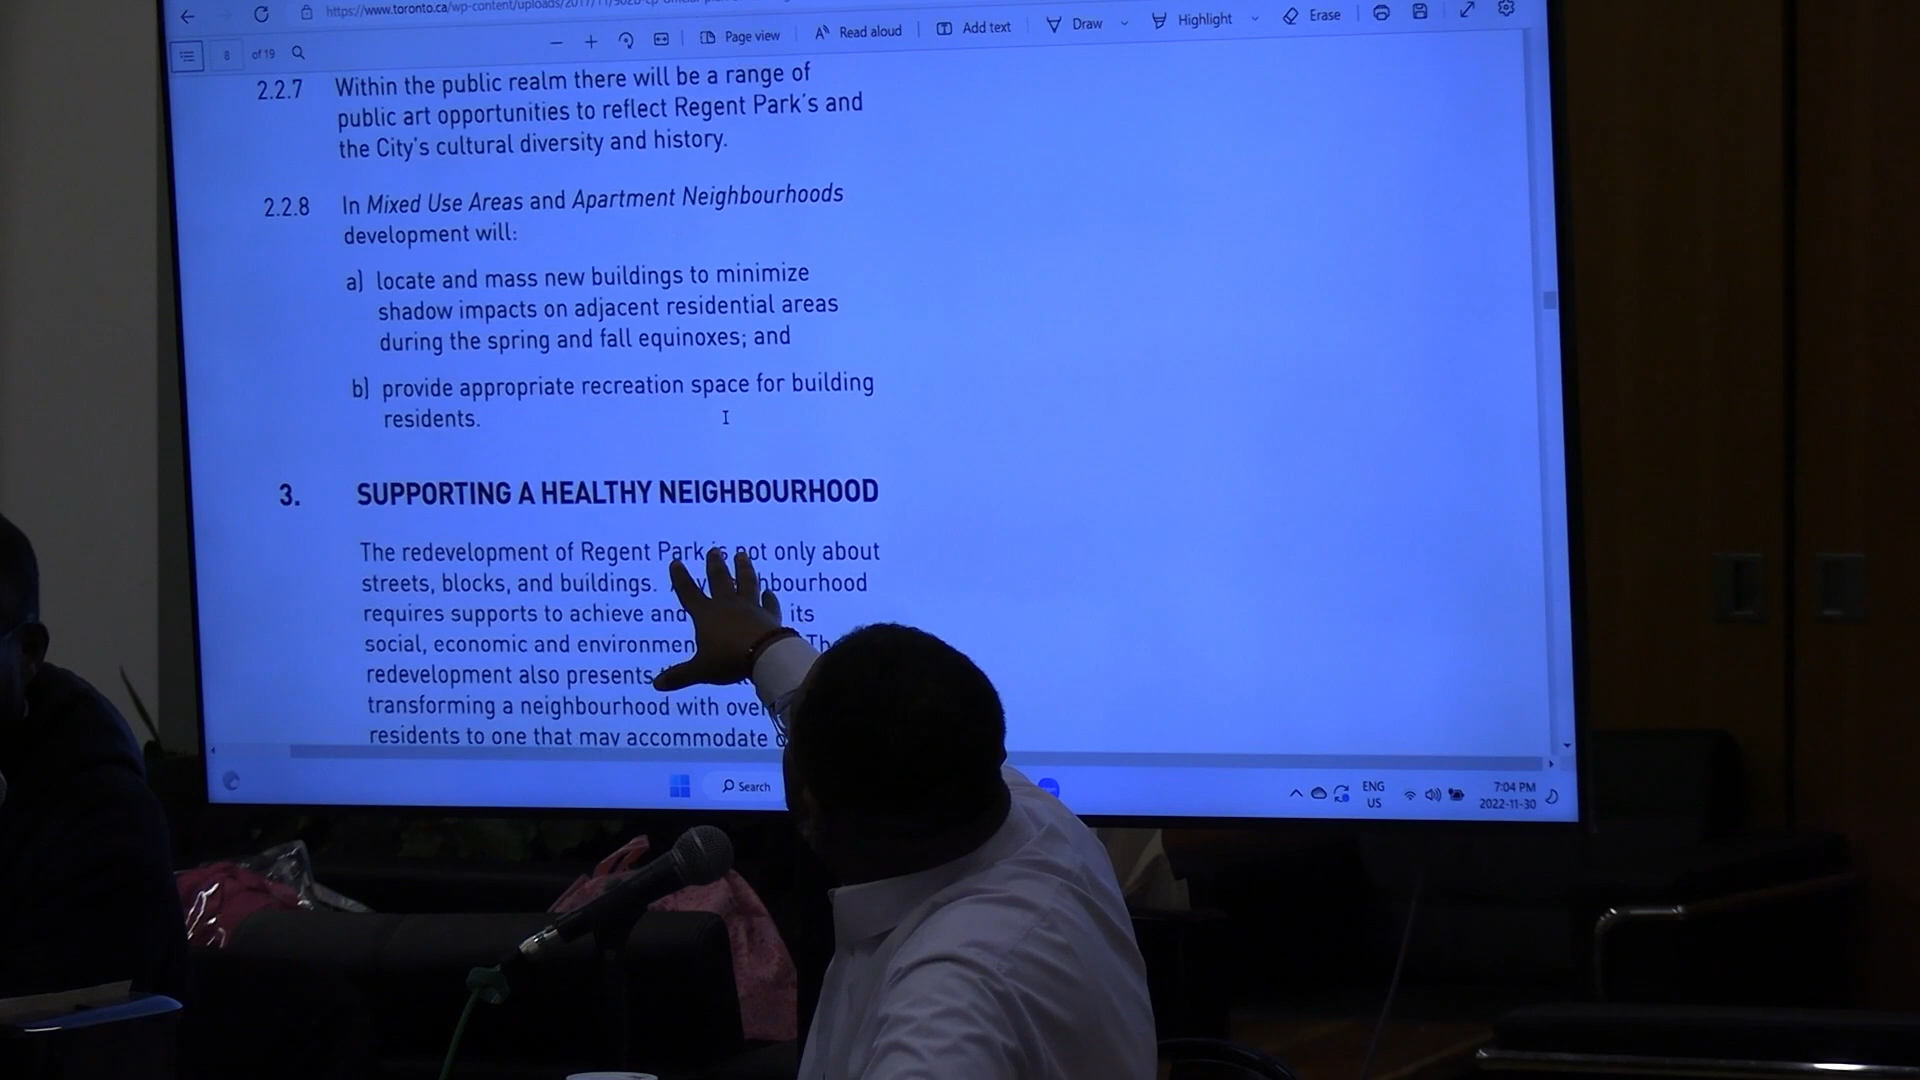 https://www.toronto.ca/wp-content/uploads/2017/11/
8 of 19 Page view Read aloud Add text Draw Highlight Erase
2.2.7 Within the public realm there will be a range of
public art opportunities to reflect Regent Park's and
the City's cultural diversity and history.
2.2.8 In Mixed Use Areas and Apartment Neighbourhoods
development will:
a) locate and mass new buildings to minimize
shadow impacts on adjacent residential areas
during the spring and fall equinoxes; and
b) provide appropriate recreation space for building
residents.
3. SUPPORTING A HEALTHY NEIGHBOURHOOD
The redevelopment of Regent Park is not only about
streets, blocks, and buildings.
requires supports to achieve and its
social, economic and
redevelopment also presents
transforming a neighbourhood with over
residents to one that may accommodate
Search
ENG 7:04 PM
US 2022-11-30